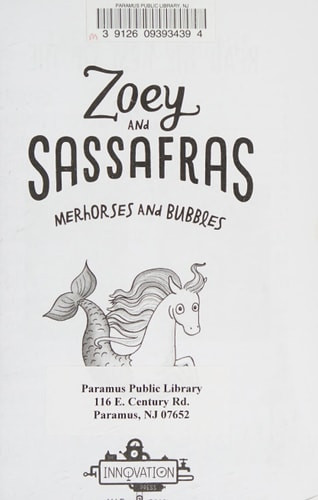 PARAMUS PUBLIC LIBRARY, NJ
3 9126 09393439 4
Zoey
AND
SASSAFRAS
MERHORSES AND BUBBLES
Paramus Public Library
116 E. Century Rd.
Paramus, NJ 07652
INNOVATION
PRESS